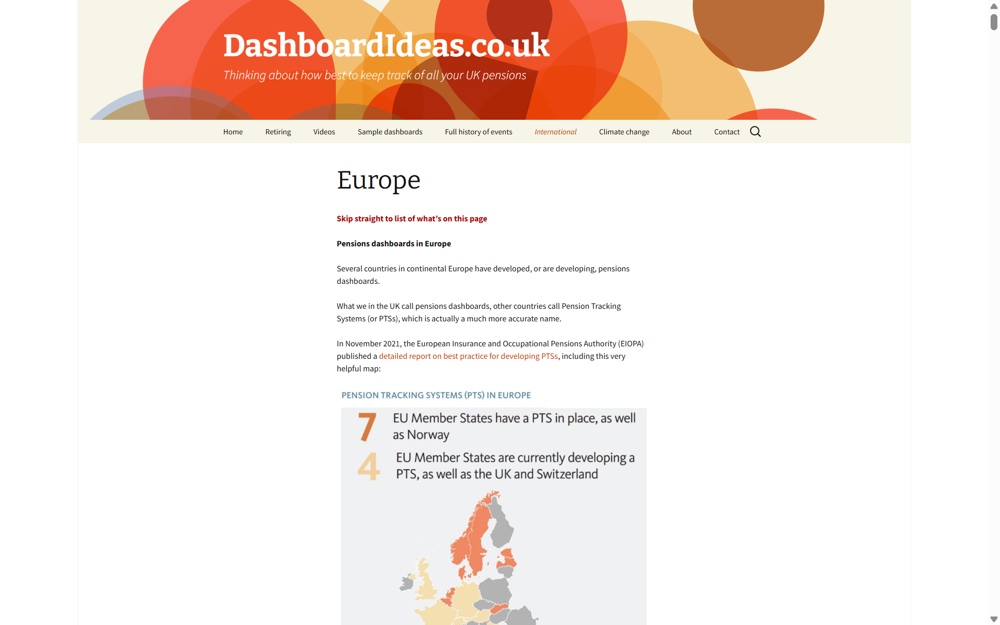 DashboardIdeas.co.uk
Thinking about how best to keep track of all your UK pensions
Home Retiring Videos Sample dashboards Full history of events International Climate change About Contact
Europe
Skip straight to list of what’s on this page
Pensions dashboards in Europe
Several countries in continental Europe have developed, or are developing, pensions
dashboards.
What we in the UK call pensions dashboards, other countries call Pension Tracking
Systems (or PTSs), which is actually a much more accurate name.
In November 2021, the European Insurance and Occupational Pensions Authority (EIOPA)
published a detailed report on best practice for developing PTSs, including this very
helpful map:
PENSION TRACKING SYSTEMS (PTS) IN EUROPE
7 EU Member States have a PTS in place, as well
as Norway
4 EU Member States are currently developing a
PTS, as well as the UK and Switzerland